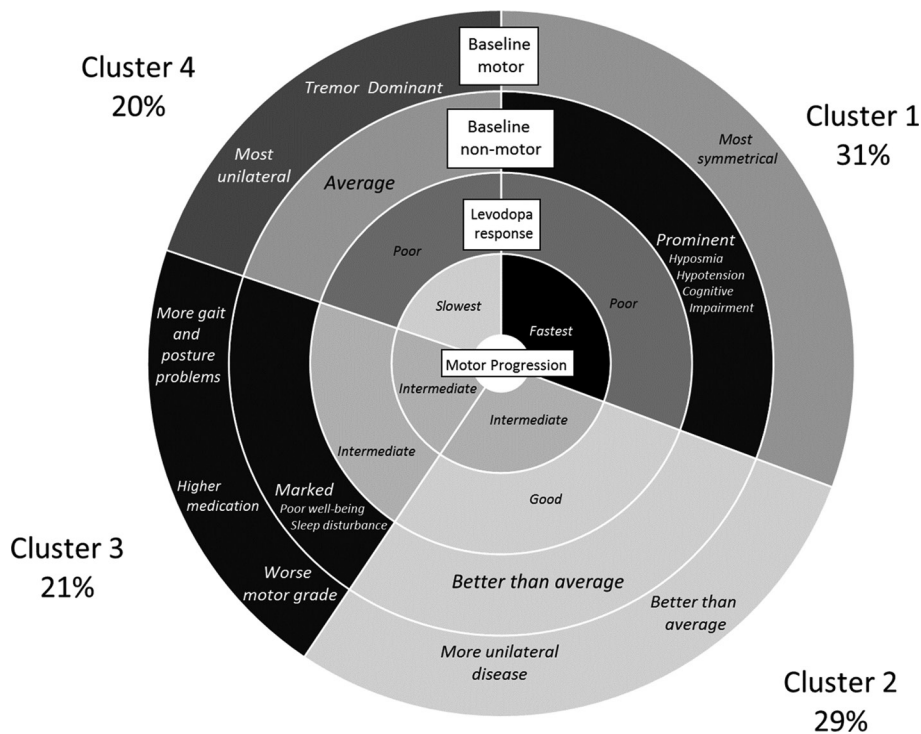 Cluster 4
20%
Baseline
motor
Tremor Dominant
Most
unilateral
Cluster 1
31%
Most
symmetrical
Baseline
non-motor
Average
Prominent
Hyposmia
Hypotension
Cognitive
Impairment
Levodopa
response
Poor
Poor
Slowest
Fastest
Motor Progression
More gait
and
posture
problems
Intermediate
Intermediate
Intermediate
Higher
medication
Marked
Poor well-being
Sleep disturbance
Good
Cluster 3
21%
Worse
motor grade
Better than average
Better than
average
More unilateral
disease
Cluster 2
29%